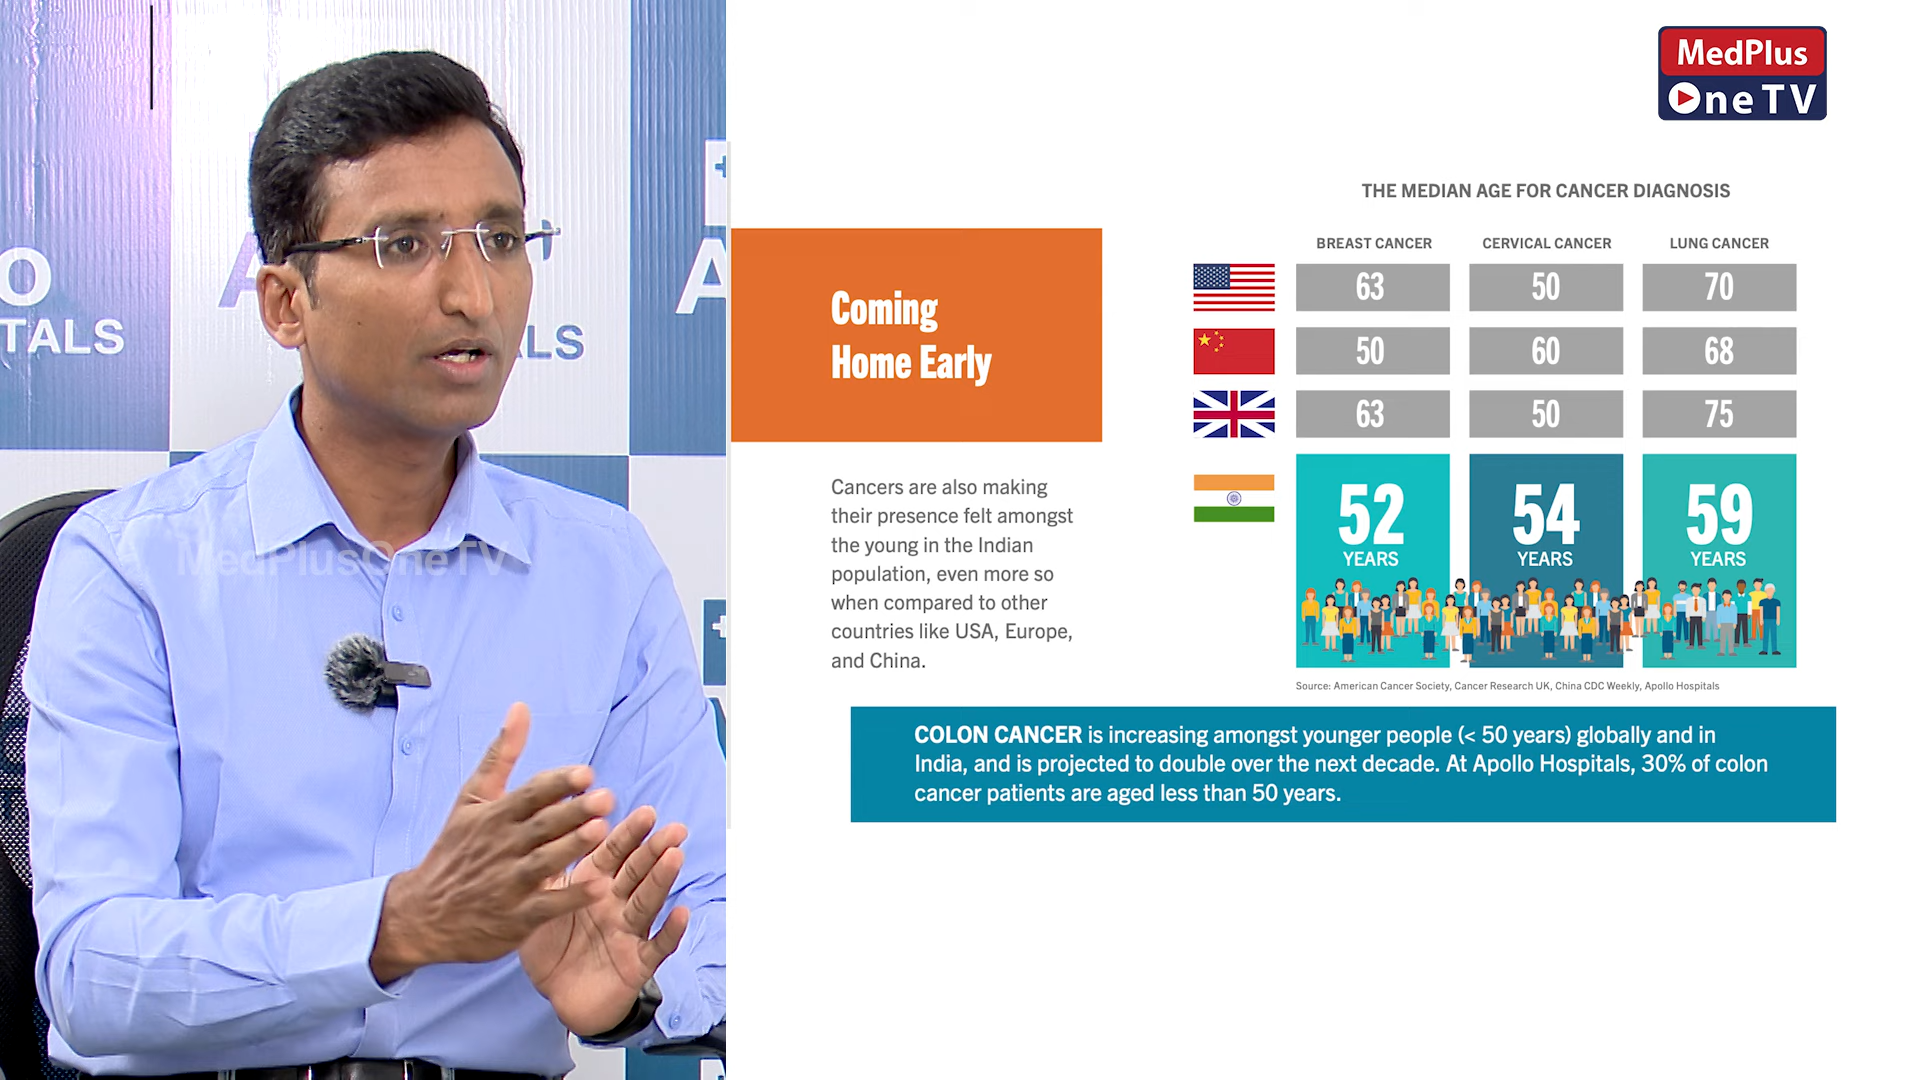 MedPlus
OneTV
O
TALS
A
ALS
A
MedPlusOneTV
Coming
Home Early
Cancers are also making
their presence felt amongst
the young in the Indian
population, even more so
when compared to other
countries like USA, Europe,
and China.
THE MEDIAN AGE FOR CANCER DIAGNOSIS
BREAST CANCER CERVICAL CANCER LUNG CANCER
63 50 70
50 60 68
63 50 75
52 54 59
YEARS YEARS YEARS
Source: American Cancer Society, Cancer Research UK, China CDC Weekly, Apollo Hospitals
COLON CANCER is increasing amongst younger people (< 50 years) globally and in
India, and is projected to double over the next decade. At Apollo Hospitals, 30% of colon
cancer patients are aged less than 50 years.